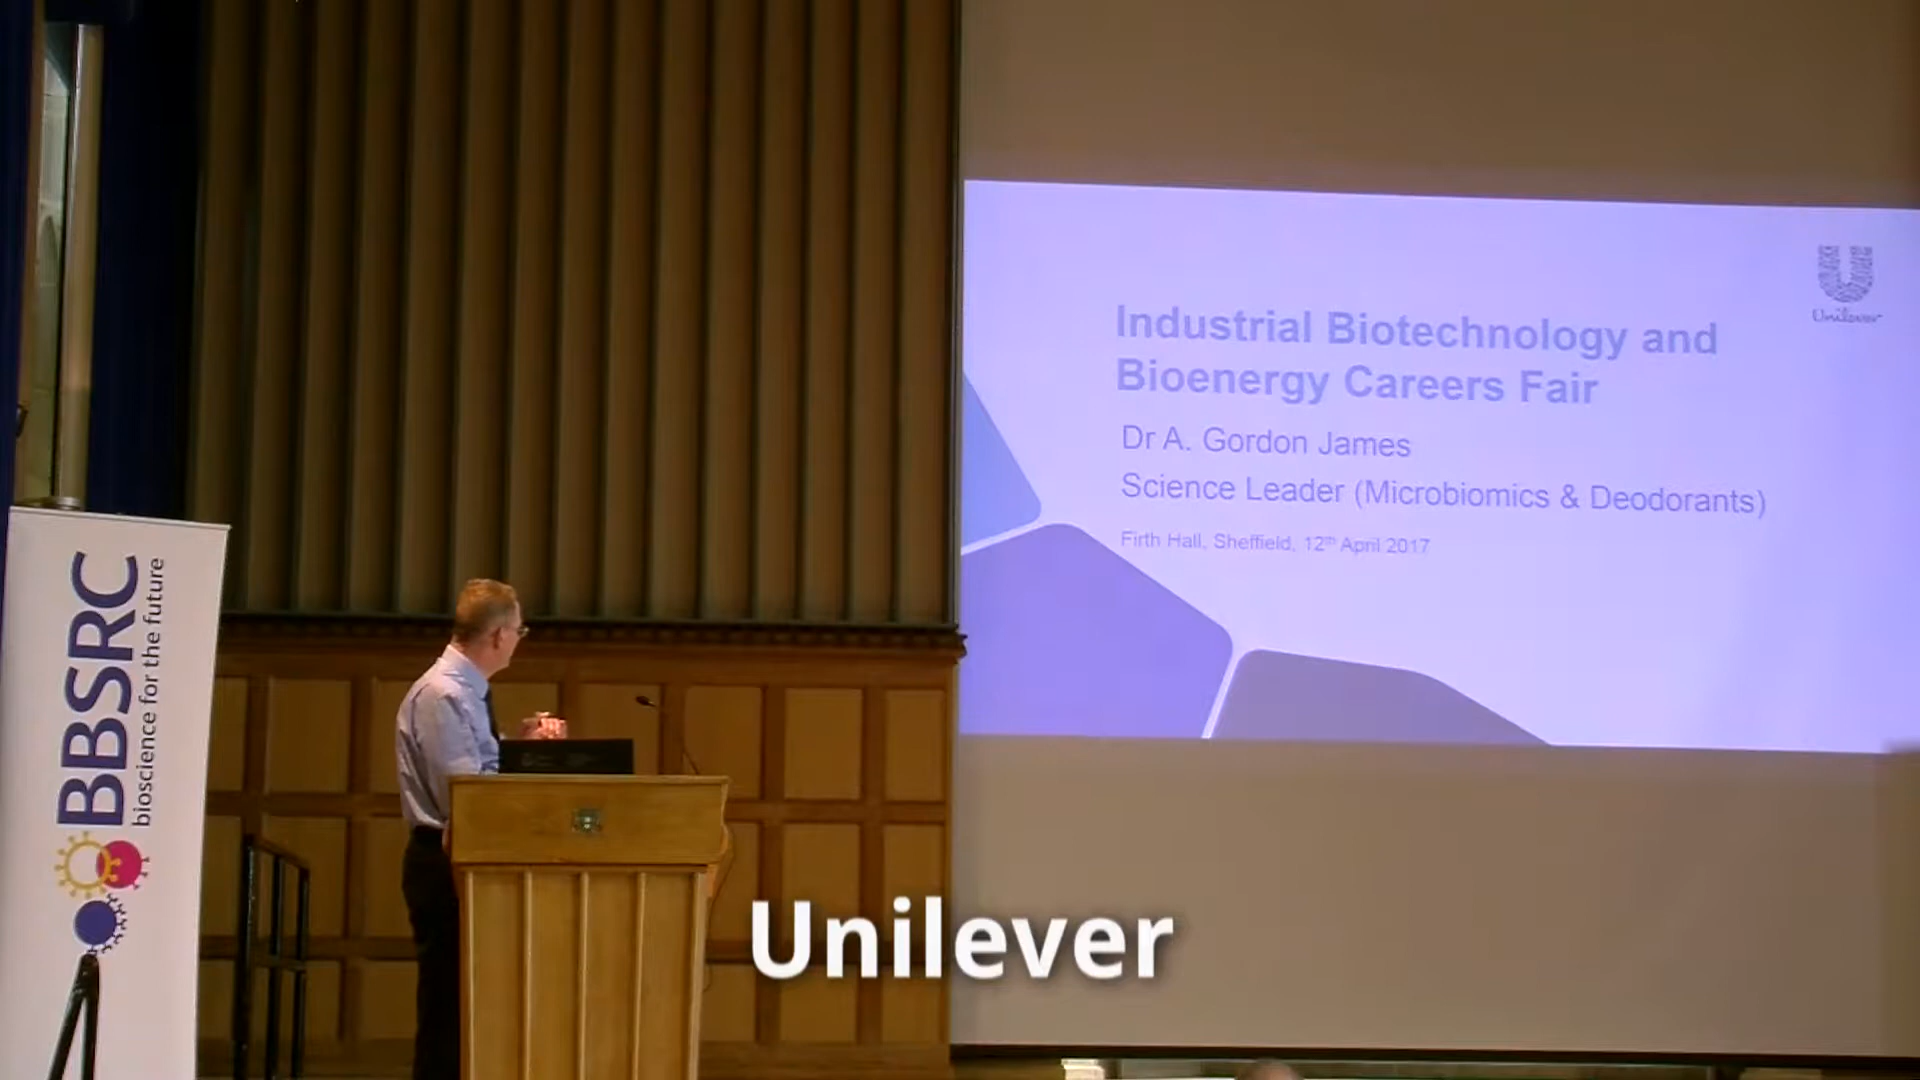 BBSRC
bioscience for the future
Unilever
Industrial Biotechnology and
Bioenergy Careers Fair
Dr A. Gordon James
Science Leader (Microbiomics & Deodorants)
Firth Hall, Sheffield, 12th April 2017
Unilever